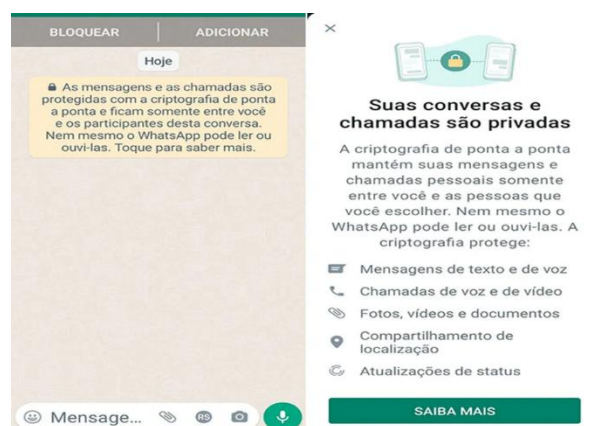 BLOQUEAR ADICIONAR
Hoje
As mensagens e as chamadas são
protegidas com a criptografia de ponta
a ponta e ficam somente entre você
e os participantes desta conversa.
Nem mesmo o WhatsApp pode ler ou
ouvi-las. Toque para saber mais.
Mensage...
R$
Suas conversas e
chamadas são privadas
A criptografia de ponta a ponta
mantém suas mensagens e
chamadas pessoais somente
entre você e as pessoas que
você escolher. Nem mesmo o
WhatsApp pode ler ou ouvi-las. A
criptografia protege:
Mensagens de texto e de voz
Chamadas de voz e de vídeo
Fotos, vídeos e documentos
Compartilhamento de
localização
Atualizações de status
SAIBA MAIS